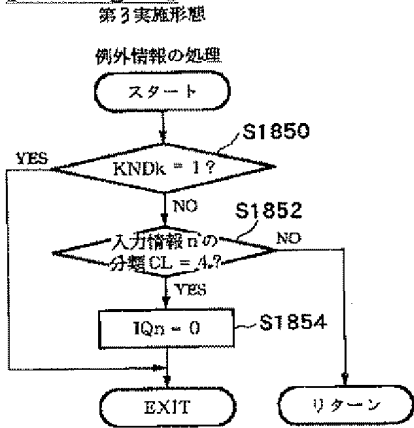 第3実施形態
例外情報の処理
スタート
S1850
YES
KNDk = 1?
NO
S1852
入力情報nの
NO
分類CL = 4?
YES
IQn = 0
S1854
EXIT
リターン